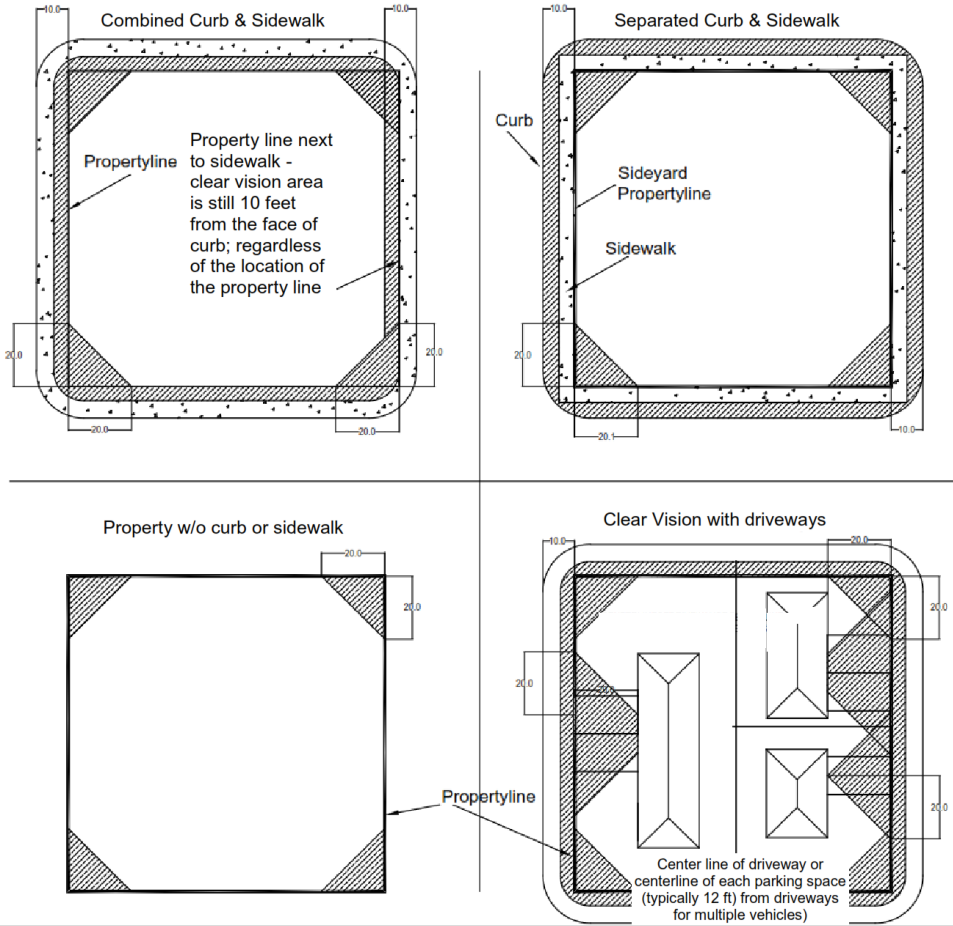 Combined Curb & Sidewalk
10.0
10.0
Propertyline
Property line next
to sidewalk -
clear vision area
is still 10 feet
from the face of
curb; regardless
of the location of
the property line
20.0
20.0
20.0
20.0
Separated Curb & Sidewalk
10.0
Curb
Sideyard
Propertyline
Sidewalk
20.0
20.1
10.0
Property w/o curb or sidewalk
20.0
20.0
Propertyline
Clear Vision with driveways
10.0
20.0
20.0
20.0
20.0
20.0
Center line of driveway or
centerline of each parking space
(typically 12 ft) from driveways
for multiple vehicles)